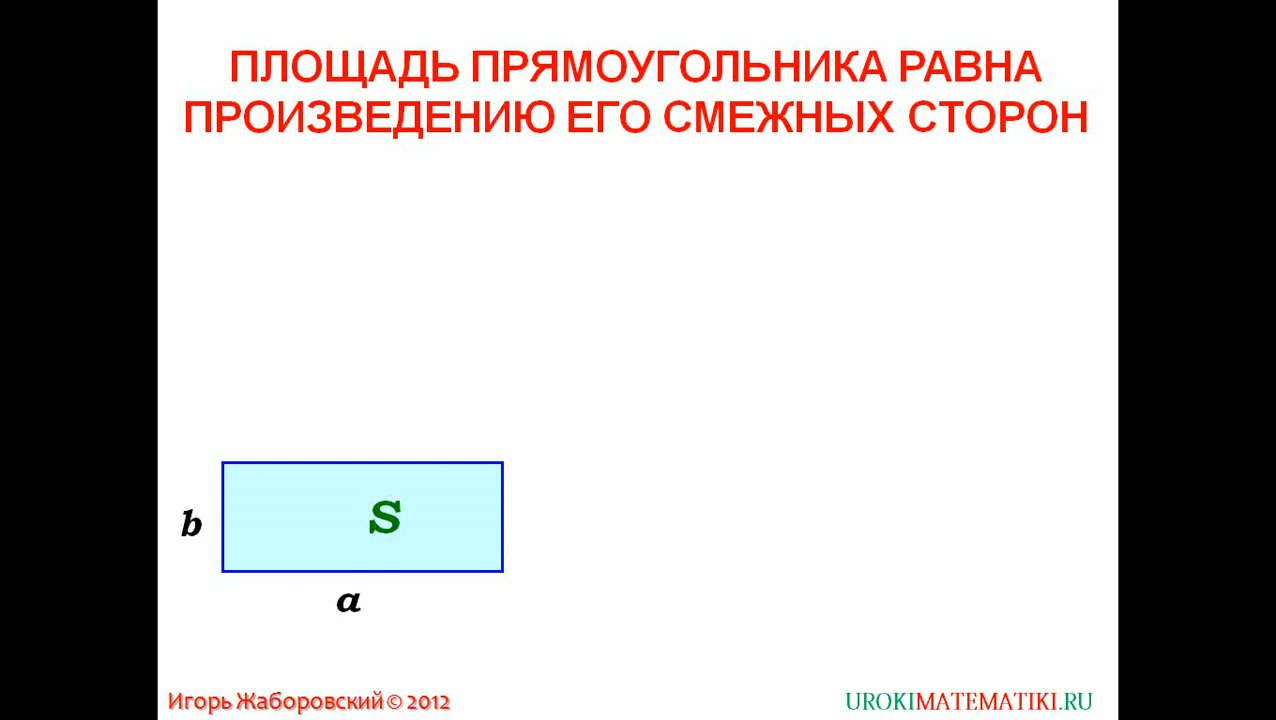 ПЛОЩАДЬ ПРЯМОУГОЛЬНИКА РАВНА
ПРОИЗВЕДЕНИЮ ЕГО СМЕЖНЫХ СТОРОН
S
b
a
Игорь Жаборовский © 2012
UROKIMATEMATIKI.RU